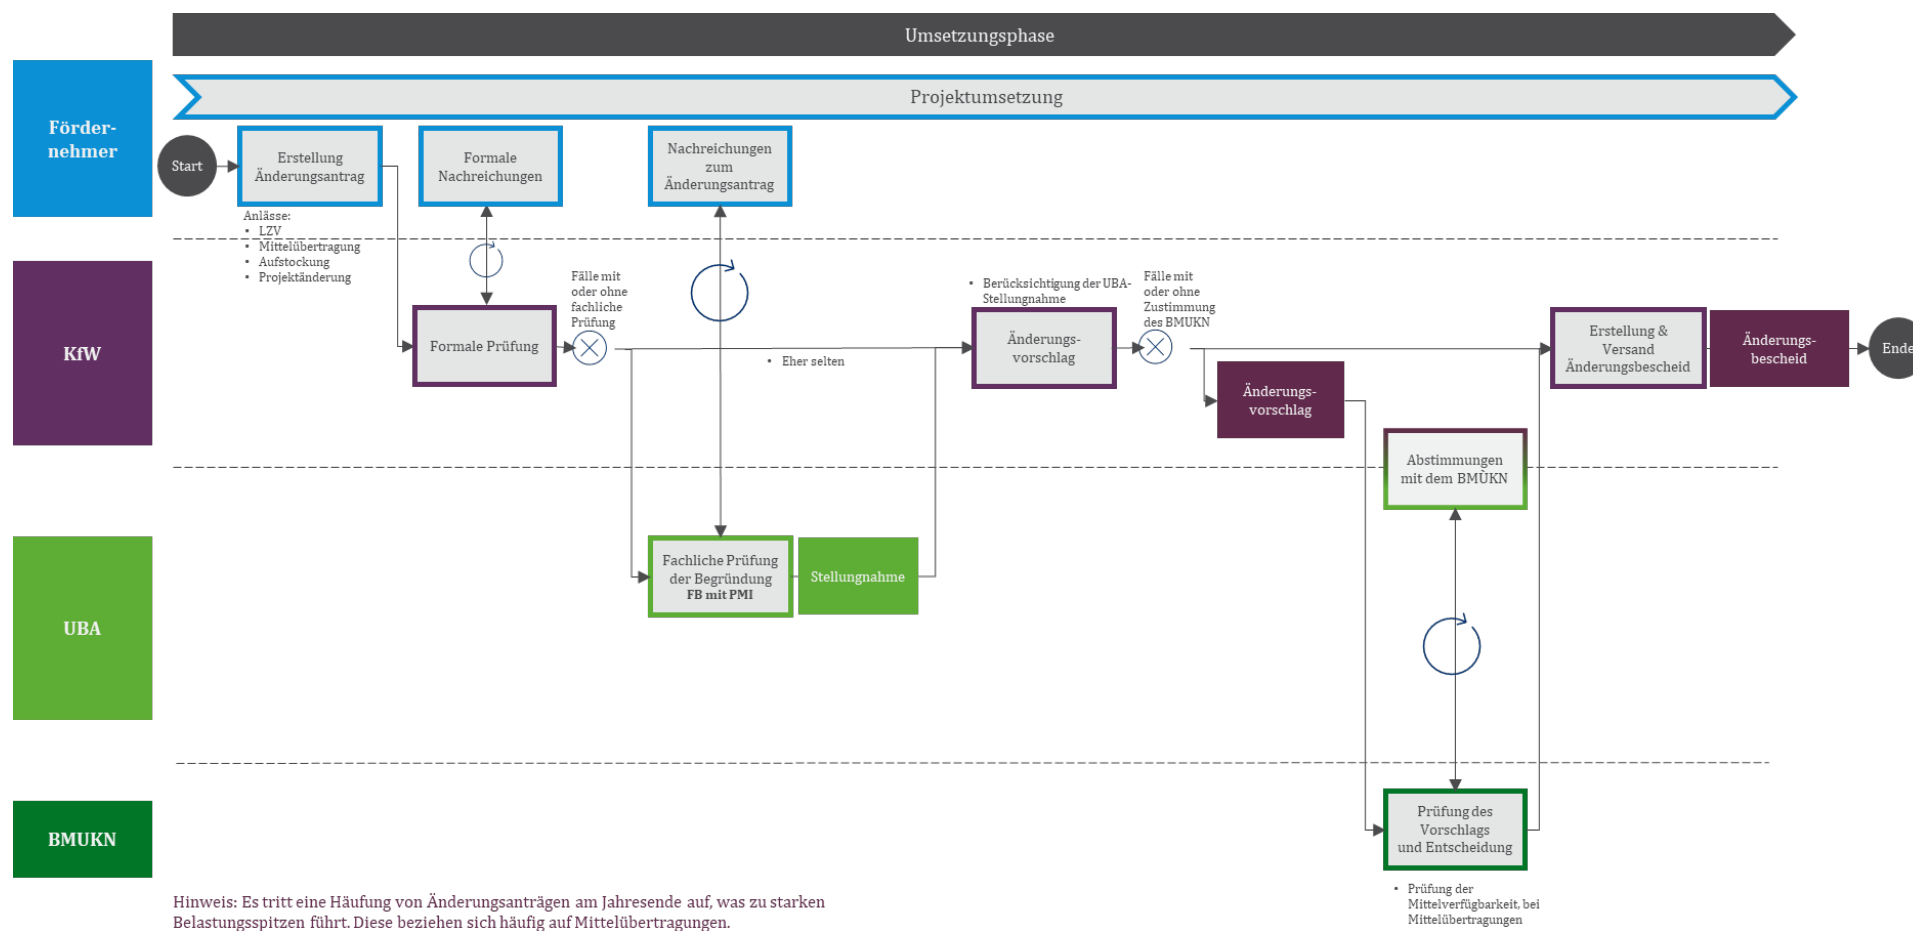 Umsetzungsphase
Projektumsetzung
Förder-
nehmer
Start
Erstellung
Änderungsantrag
Formale
Nachreichungen
Nachreichungen
zum
Änderungsantrag
Anlässe:
• LZV
• Mittelübertragung
• Aufstockung
• Projektänderung
KfW
Formale Prüfung
Fälle mit
oder ohne
fachliche
Prüfung
• Eher selten
• Berücksichtigung der UBA-
Stellungnahme
Änderungs-
vorschlag
Fälle mit
oder ohne
Zustimmung
des BMUKN
Änderungs-
vorschlag
Erstellung &
Versand
Änderungsbescheid
Änderungs-
bescheid
Ende
Abstimmungen
mit dem BMUKN
UBA
Fachliche Prüfung
der Begründung
FB mit PMI
Stellungnahme
BMUKN
Prüfung des
Vorschlags
und Entscheidung
• Prüfung der
Mittelverfügbarkeit, bei
Mittelübertragungen
Hinweis: Es tritt eine Häufung von Änderungsanträgen am Jahresende auf, was zu starken
Belastungsspitzen führt. Diese beziehen sich häufig auf Mittelübertragungen.